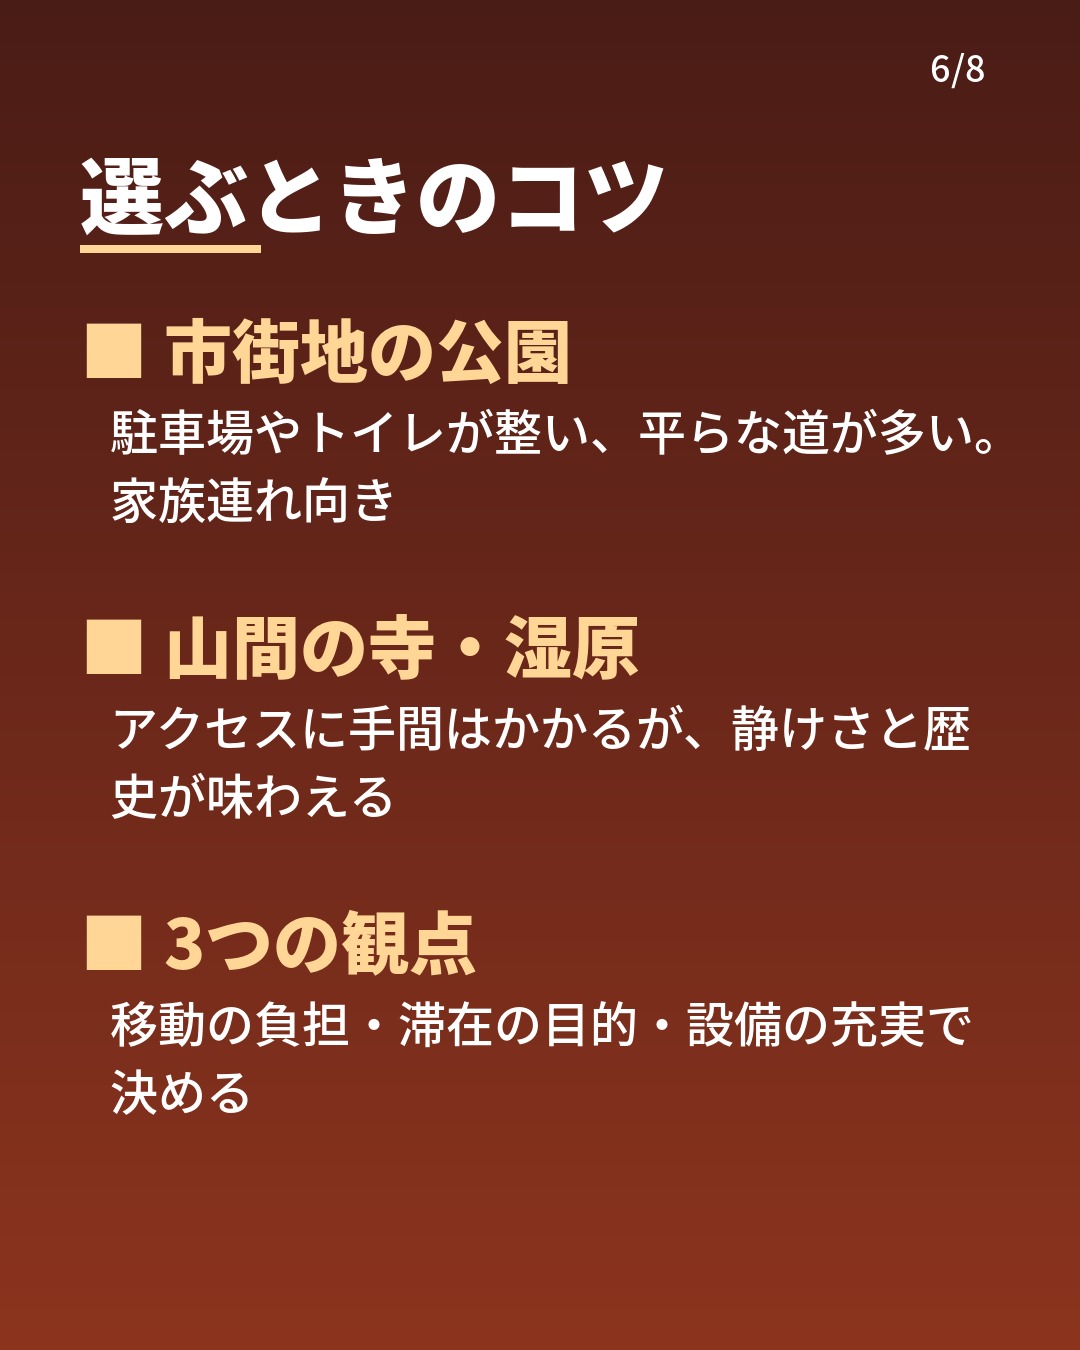 6/8
選ぶときのコツ
■ 市街地の公園
駐車場やトイレが整い、平らな道が多い。
家族連れ向き
■ 山間の寺・湿原
アクセスに手間はかかるが、静けさと歴
史が味わえる
■ 3つの観点
移動の負担・滞在の目的・設備の充実で
決める